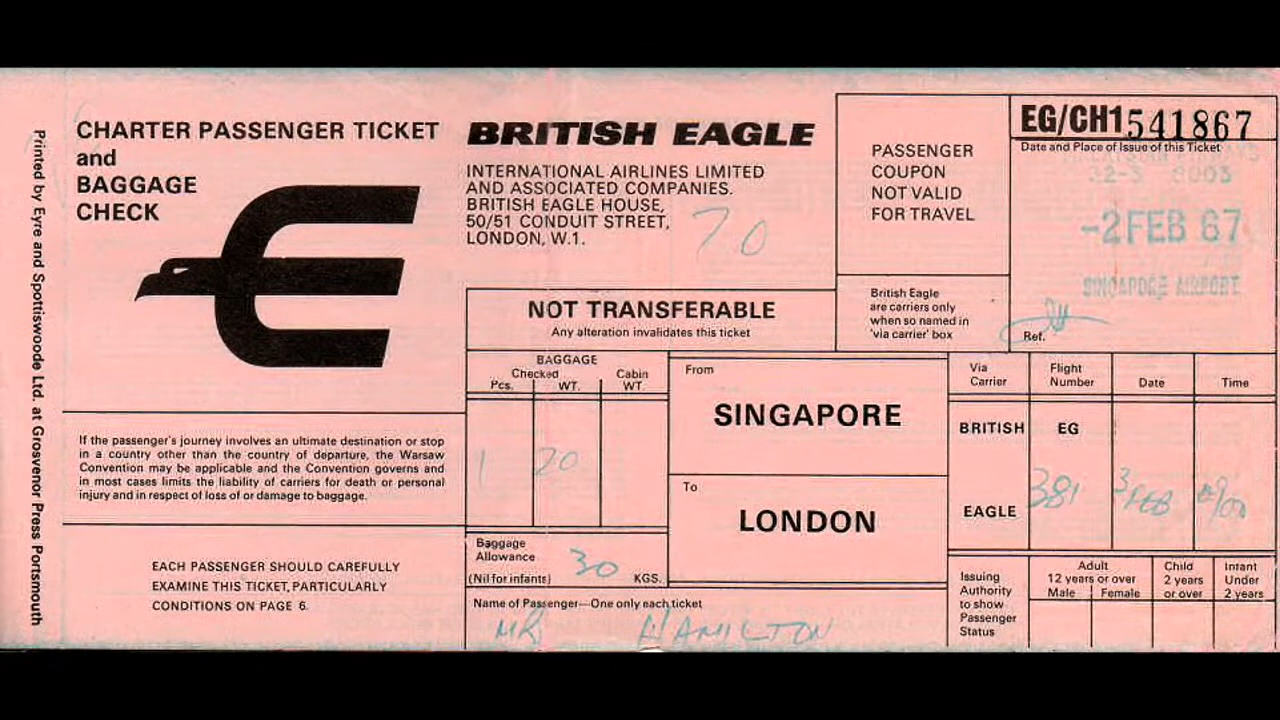 Printed by Eyre and Spottiswoode Ltd. at Grosvenor Press Portsmouth
CHARTER PASSENGER TICKET
and
BAGGAGE
CHECK
If the passenger's journey involves an ultimate destination or stop
in a country other than the country of departure, the Warsaw
Convention may be applicable and the Convention governs and
in most cases limits the liability of carriers for death or personal
injury and in respect of loss of or damage to baggage.
EACH PASSENGER SHOULD CAREFULLY
EXAMINE THIS TICKET, PARTICULARLY
CONDITIONS ON PAGE 6.
BRITISH EAGLE
INTERNATIONAL AIRLINES LIMITED
AND ASSOCIATED COMPANIES.
BRITISH EAGLE HOUSE,
50/51 CONDUIT STREET,
LONDON, W.1.
70
PASSENGER
COUPON
NOT VALID
FOR TRAVEL
EG/CH1541867
Date and Place of Issue of this Ticket
-2 FEB 67
SINGAPORE AIRPORT
Ref.
British Eagle
are carriers only
when so named in
'via carrier' box
NOT TRANSFERABLE
Any alteration invalidates this ticket
BAGGAGE
Checked
Cabin
Pcs.
WT.
WT.
1
20
From
SINGAPORE
To
LONDON
Via
Carrier
Flight
Number
Date
Time
BRITISH
EG
EAGLE
381
3 FEB
Baggage
Allowance
(Nil for infants)
30
KGS.
Name of Passenger—One only each ticket
MR HAMILTON
Issuing
Authority
to show
Passenger
Status
Adult
12 years or over
Male
Female
Child
2 years
or over
Infant
Under
2 years